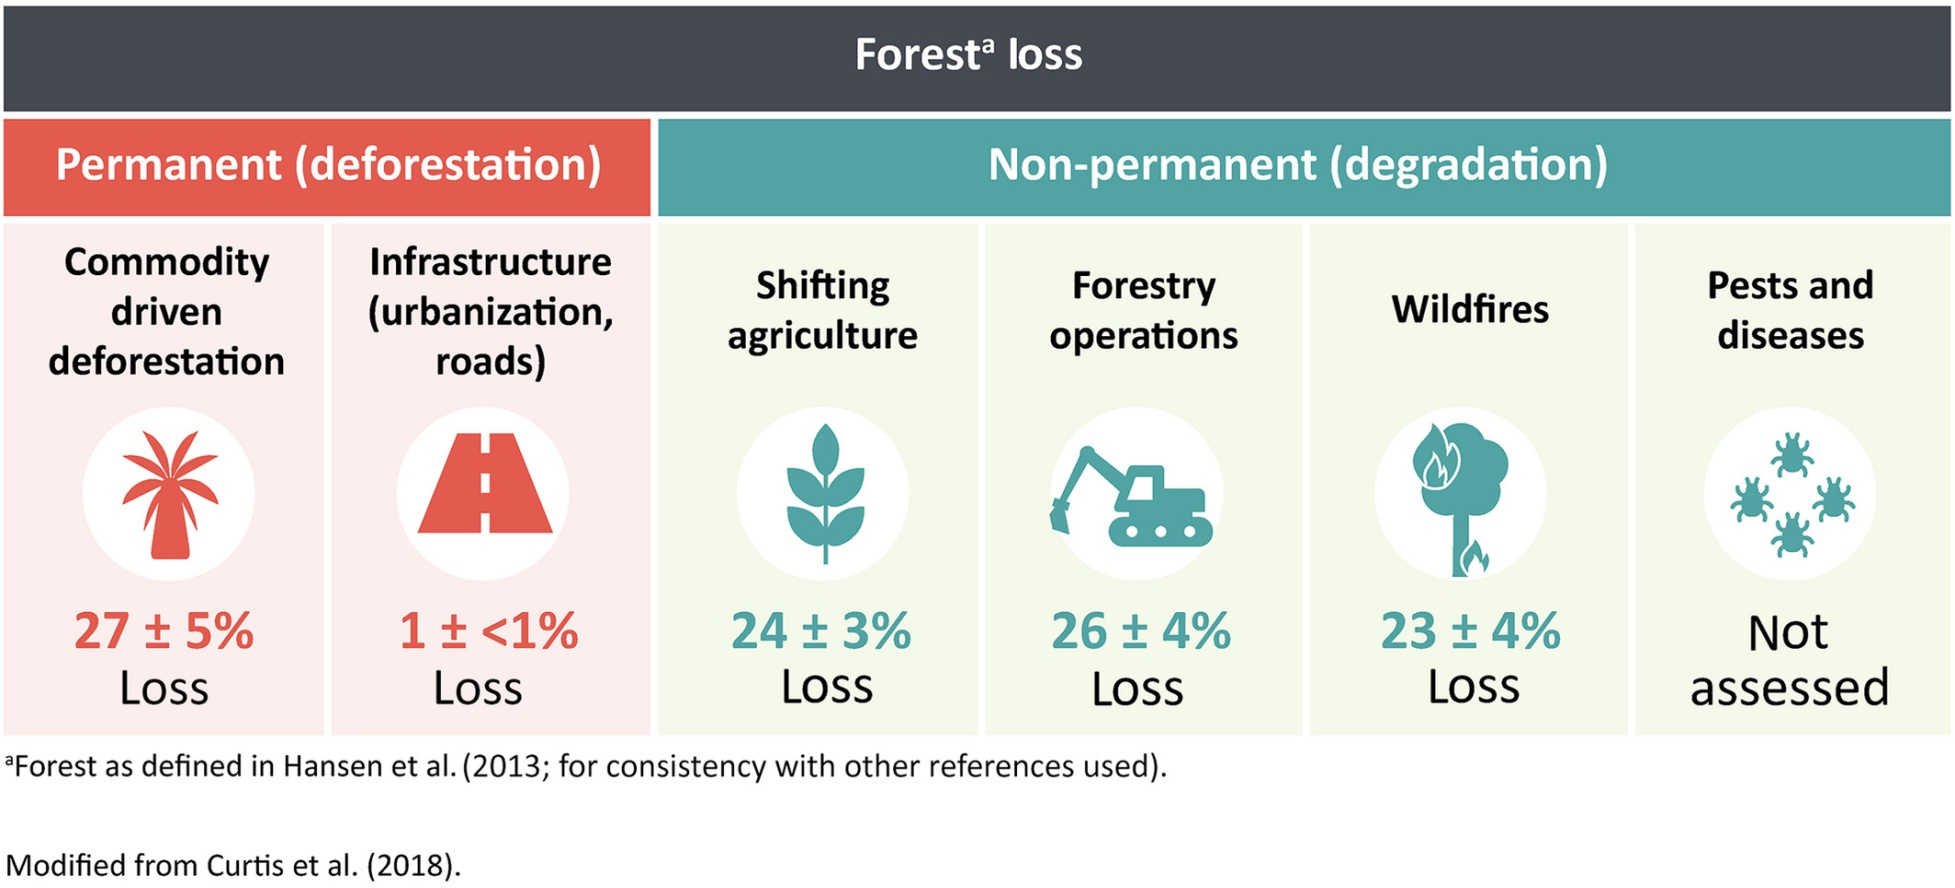 Forestᵃ loss
Permanent (deforestation)
Non-permanent (degradation)
Commodity
driven
deforestation
27 ± 5%
Loss
Infrastructure
(urbanization,
roads)
1 ± <1%
Loss
Shifting
agriculture
24 ± 3%
Loss
Forestry
operations
26 ± 4%
Loss
Wildfires
23 ± 4%
Loss
Pests and
diseases
Not
assessed
ᵃForest as defined in Hansen et al. (2013; for consistency with other references used).
Modified from Curtis et al. (2018).